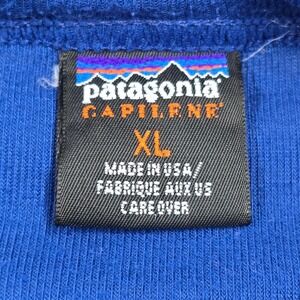 patagonia
CAPILENE
XL
MADE IN USA/
FABRIQUE AUX US
CARE OVER